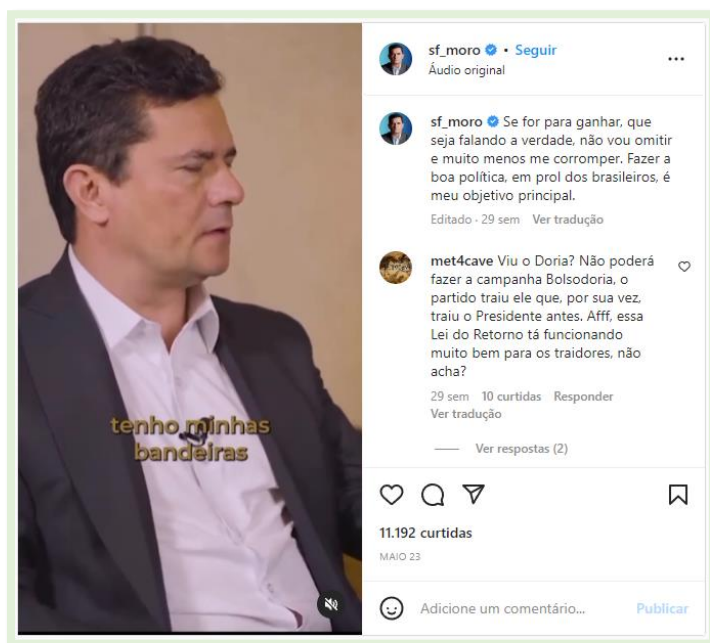 sf_moro • Seguir
Áudio original
...
sf_moro Se for para ganhar, que
seja falando a verdade, não vou omitir
e muito menos me corromper. Fazer a
boa política, em prol dos brasileiros, é
meu objetivo principal.
Editado · 29 sem Ver tradução
met4cave Viu o Doria? Não poderá
fazer a campanha Bolsodoria, o
partido traiu ele que, por sua vez,
traiu o Presidente antes. Afff, essa
Lei do Retorno tá funcionando
muito bem para os traidores, não
acha?
29 sem 10 curtidas Responder
Ver tradução
Ver respostas (2)
tenho minhas
bandeiras
11.192 curtidas
MAIO 23
Adicione um comentário... Publicar